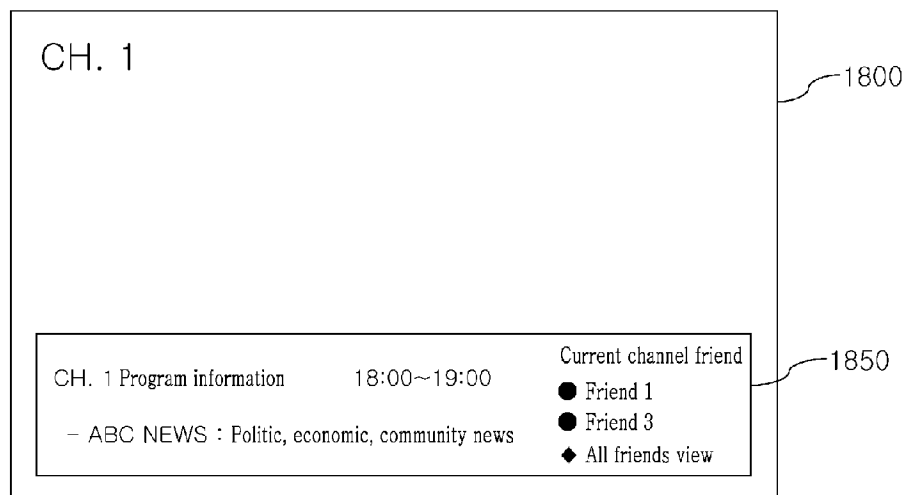 CH. 1
1800
CH. 1 Program information 18:00~19:00
- ABC NEWS : Politic, economic, community news
Current channel friend
● Friend 1
● Friend 3
◆ All friends view
1850